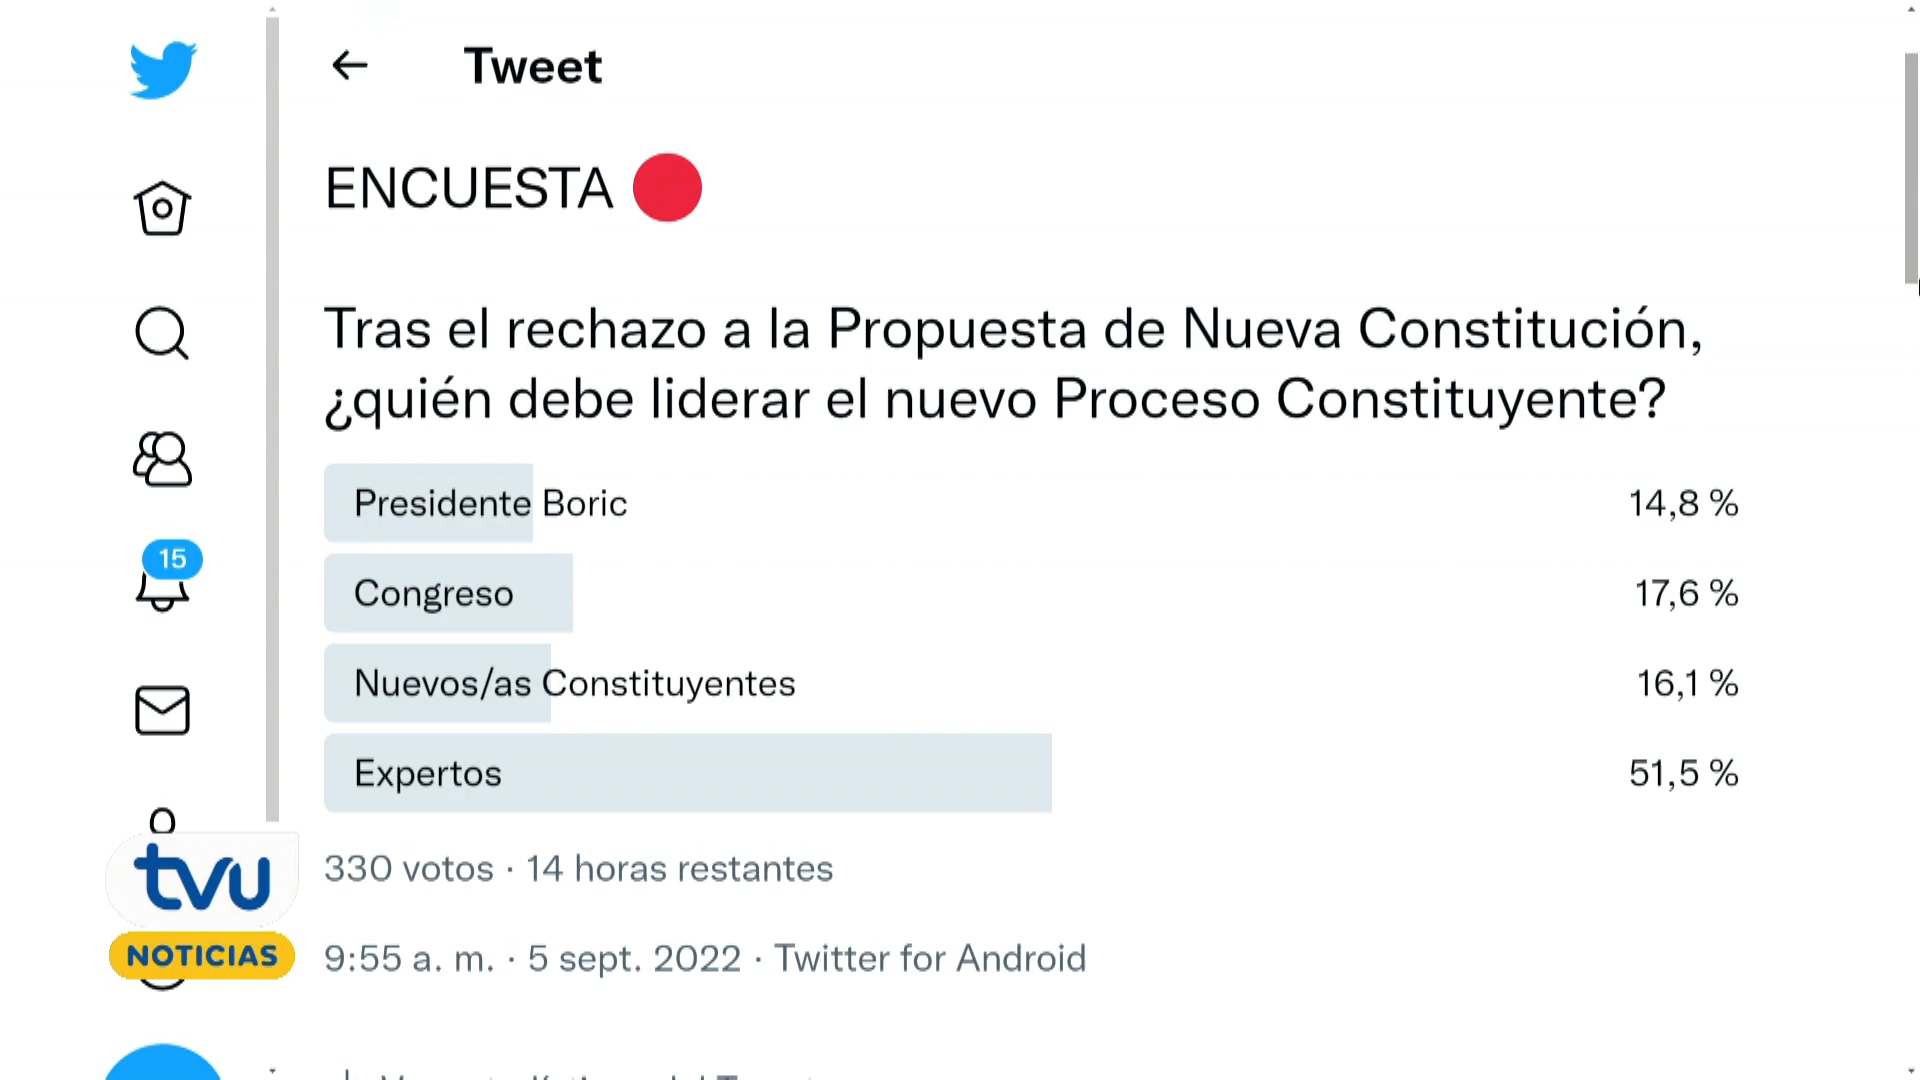 Tweet
ENCUESTA
Tras el rechazo a la Propuesta de Nueva Constitución,
¿quién debe liderar el nuevo Proceso Constituyente?
Presidente Boric 14,8 %
Congreso 17,6 %
Nuevos/as Constituyentes 16,1 %
Expertos 51,5 %
330 votos · 14 horas restantes
9:55 a. m. · 5 sept. 2022 · Twitter for Android
15
tvu
NOTICIAS